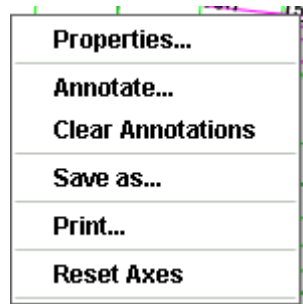 Properties...
Annotate...
Clear Annotations
Save as...
Print...
Reset Axes